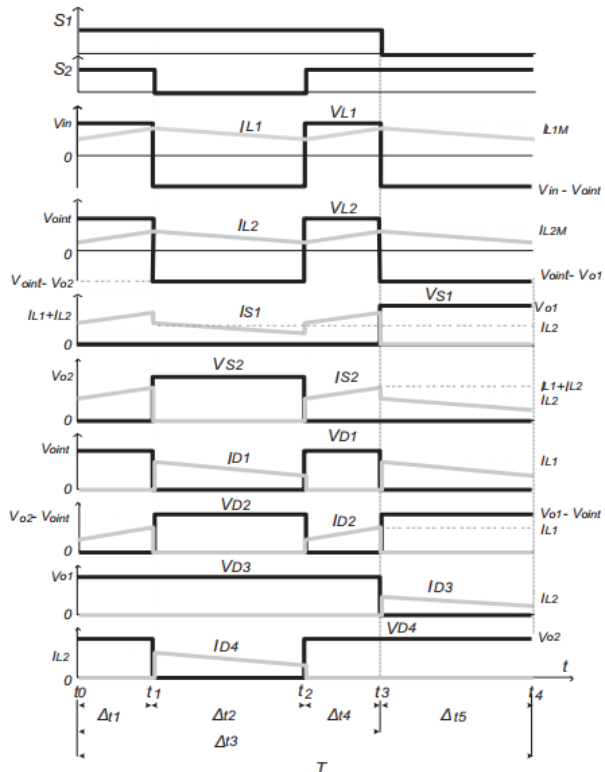 S1
S2
Vin IL1 VL1 IL1M
0
Vin - Voint
Voint IL2 VL2 IL2M
0
Voint- Vo2 Voint- Vo1
VS1
IL1+IL2 IS1 Vo1
IL2
0
Vo2 VS2 IS2 IL1+IL2
IL2
0
Voint VD1
ID1 IL1
0
Vo2- Voint VD2 ID2 Vo1- Voint
IL1
0
Vo1 VD3 ID3
IL2
0
VD4
IL2 ID4 Vo2
0 t
t0 t1 t2 t3 t4
Δt1 Δt2 Δt4 Δt5
Δt3
T